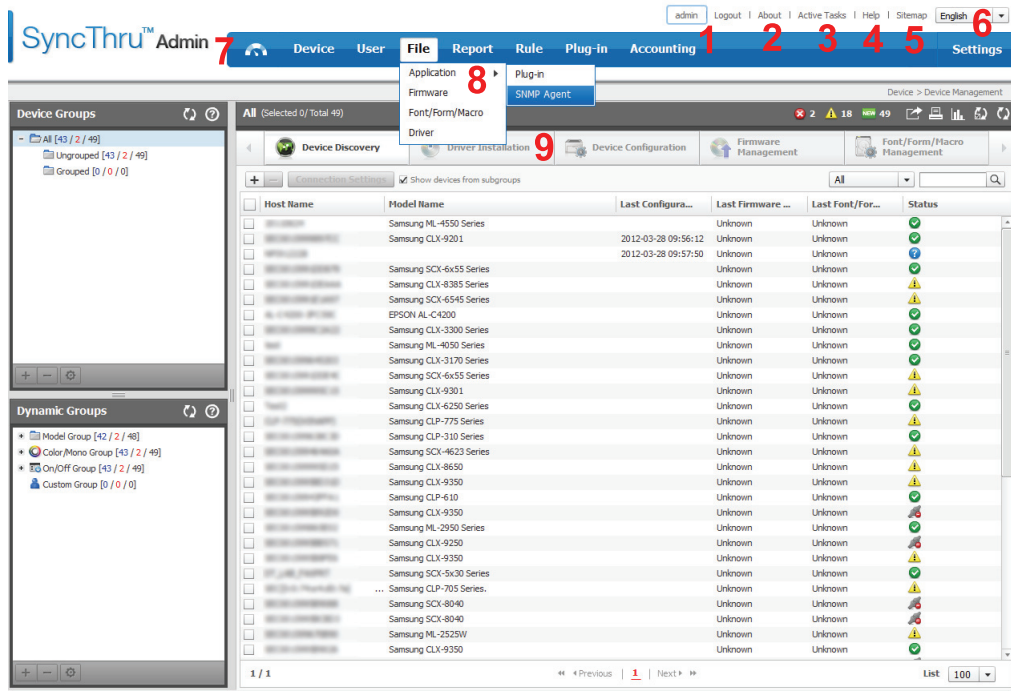 admin Logout | About | Active Tasks | Help | Sitemap English
SyncThru™ Admin
1 2 3 4 5 6
7 Device User File Report Rule Plug-in Accounting Settings
Application 8 Plug-in
Firmware SNMP Agent
Font/Form/Macro
Driver
Device > Device Management
Device Groups
All [43 / 2 / 49]
Ungrouped [43 / 2 / 49]
Grouped [0 / 0 / 0]
Dynamic Groups
Model Group [42 / 2 / 48]
Color/Mono Group [43 / 2 / 49]
On/Off Group [43 / 2 / 49]
Custom Group [0 / 0 / 0]
All (Selected 0/ Total 49) 2 18 NEW 49
Device Discovery Driver Installation 9 Device Configuration Firmware Management Font/Form/Macro Management
Connection Settings Show devices from subgroups All
Host Name Model Name Last Configura... Last Firmware ... Last Font/For... Status
Samsung ML-4550 Series Unknown Unknown
Samsung CLX-9201 2012-03-28 09:56:12 Unknown Unknown
2012-03-28 09:57:50 Unknown Unknown
Samsung SCX-6x55 Series Unknown Unknown
Samsung CLX-8385 Series Unknown Unknown
Samsung SCX-6545 Series Unknown Unknown
EPSON AL-C4200 Unknown Unknown
Samsung CLX-3300 Series Unknown Unknown
Samsung ML-4050 Series Unknown Unknown
Samsung CLX-3170 Series Unknown Unknown
Samsung SCX-6x55 Series Unknown Unknown
Samsung CLX-9301 Unknown Unknown
Samsung CLX-6250 Series Unknown Unknown
Samsung CLP-775 Series Unknown Unknown
Samsung CLP-310 Series Unknown Unknown
Samsung SCX-4623 Series Unknown Unknown
Samsung CLX-8650 Unknown Unknown
Samsung CLX-9350 Unknown Unknown
Samsung CLP-610 Unknown Unknown
Samsung CLX-9350 Unknown Unknown
Samsung ML-2950 Series Unknown Unknown
Samsung CLX-9250 Unknown Unknown
Samsung CLX-9350 Unknown Unknown
Samsung SCX-5x30 Series Unknown Unknown
... Samsung CLP-705 Series. Unknown Unknown
Samsung SCX-8040 Unknown Unknown
Samsung SCX-8040 Unknown Unknown
Samsung ML-2525W Unknown Unknown
Samsung CLX-9350 Unknown Unknown
1 / 1 Previous | 1 | Next List 100